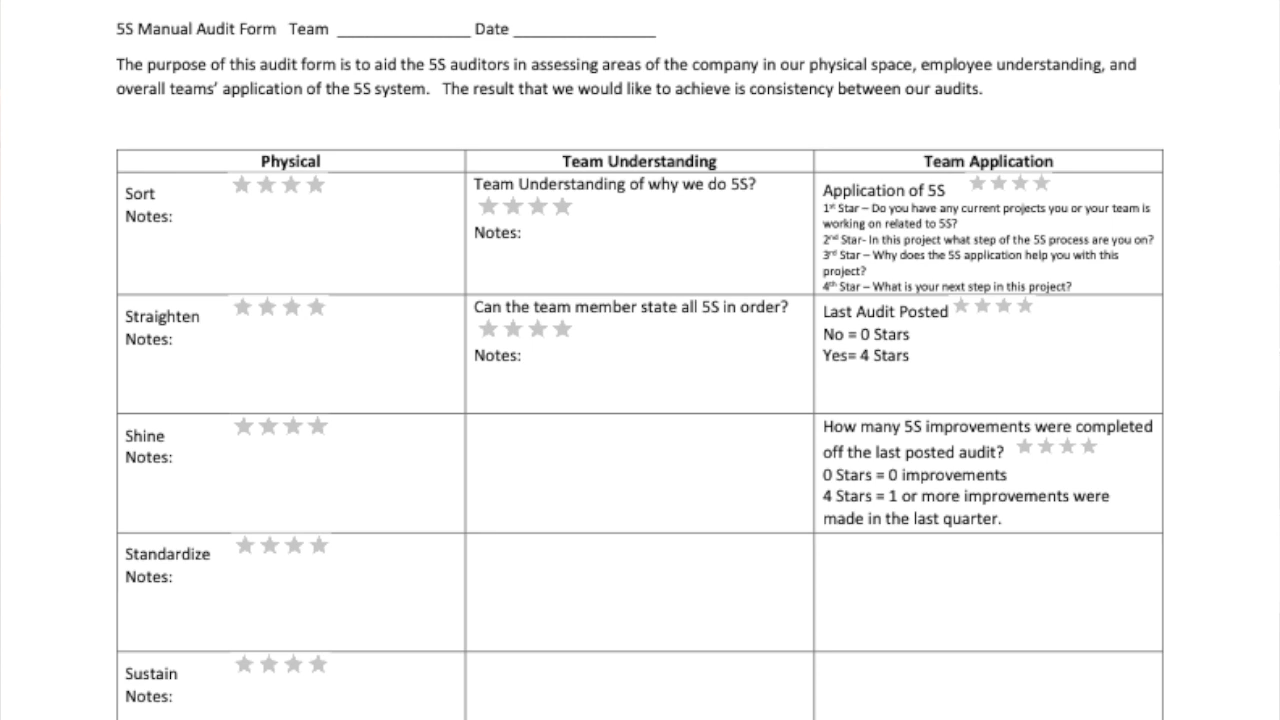 5S Manual Audit Form Team _______________ Date ________________
The purpose of this audit form is to aid the 5S auditors in assessing areas of the company in our physical space, employee understanding, and
overall teams’ application of the 5S system. The result that we would like to achieve is consistency between our audits.
Physical
Team Understanding
Team Application
Sort
Notes:
Team Understanding of why we do 5S?
Notes:
Application of 5S
1st Star – Do you have any current projects you or your team is
working on related to 5S?
2nd Star- In this project what step of the 5S process are you on?
3rd Star – Why does the 5S application help you with this
project?
4th Star – What is your next step in this project?
Straighten
Notes:
Can the team member state all 5S in order?
Notes:
Last Audit Posted
No = 0 Stars
Yes= 4 Stars
Shine
Notes:
How many 5S improvements were completed
off the last posted audit?
0 Stars = 0 improvements
4 Stars = 1 or more improvements were
made in the last quarter.
Standardize
Notes:
Sustain
Notes: